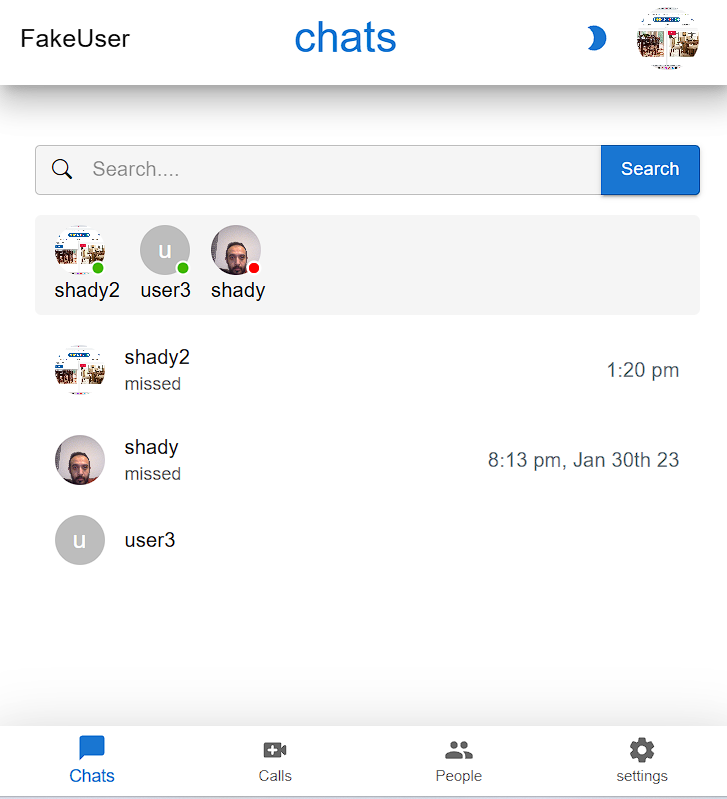 FakeUser
chats
Search....
Search
u
shady2
user3
shady
shady2
missed
1:20 pm
shady
missed
8:13 pm, Jan 30th 23
u
user3
Chats
Calls
People
settings